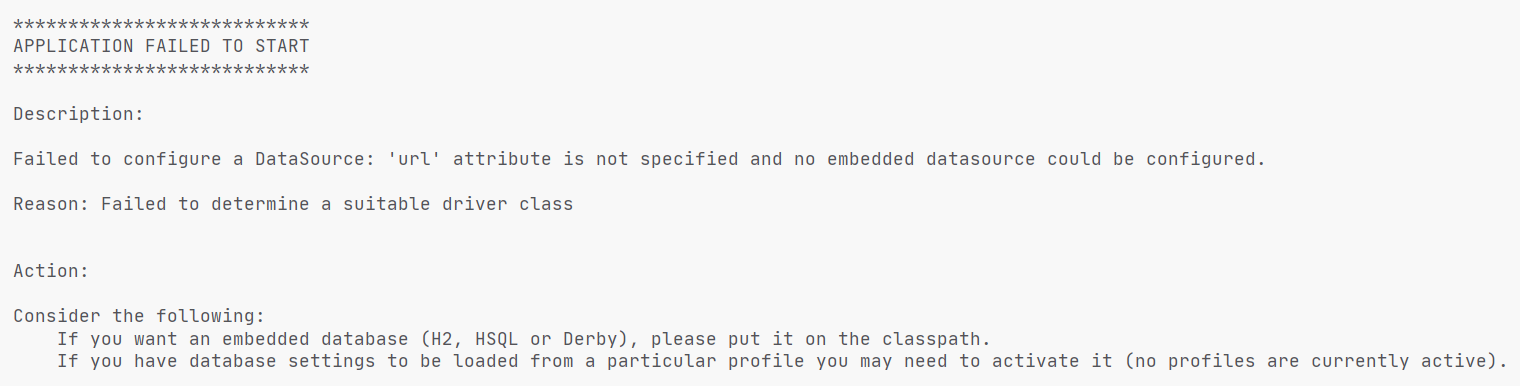 ***************************
APPLICATION FAILED TO START
***************************
Description:
Failed to configure a DataSource: 'url' attribute is not specified and no embedded datasource could be configured.
Reason: Failed to determine a suitable driver class
Action:
Consider the following:
If you want an embedded database (H2, HSQL or Derby), please put it on the classpath.
If you have database settings to be loaded from a particular profile you may need to activate it (no profiles are currently active).